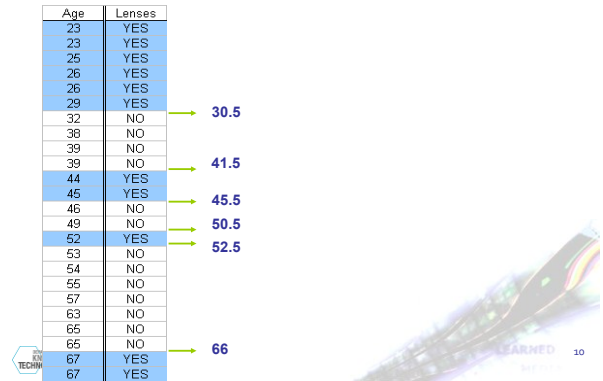 Age Lenses
23 YES
23 YES
25 YES
26 YES
26 YES
29 YES
30.5
32 NO
38 NO
39 NO
39 NO
41.5
44 YES
45 YES
45.5
46 NO
49 NO
50.5
52 YES
52.5
53 NO
54 NO
55 NO
57 NO
63 NO
65 NO
65 NO
66
67 YES
67 YES
KN
TECHN
LEARNED
10